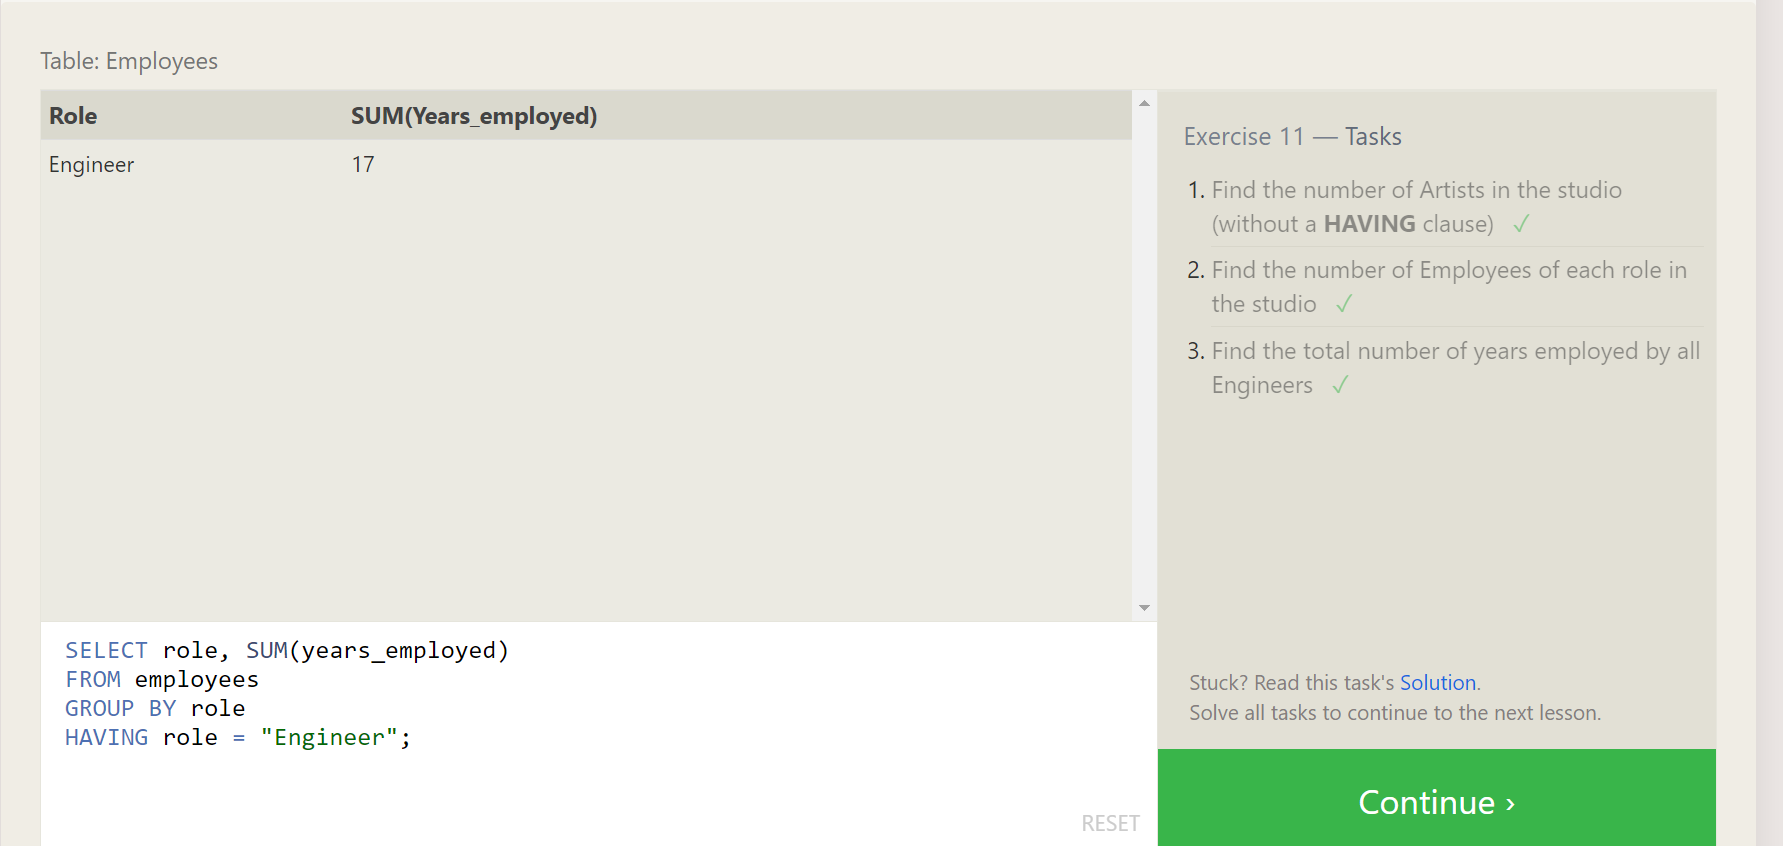 Table: Employees
Role SUM(Years_employed)
Engineer 17
SELECT role, SUM(years_employed)
FROM employees
GROUP BY role
HAVING role = "Engineer";
RESET
Exercise 11 — Tasks
1. Find the number of Artists in the studio
(without a HAVING clause) ✓
2. Find the number of Employees of each role in
the studio ✓
3. Find the total number of years employed by all
Engineers ✓
Stuck? Read this task's Solution.
Solve all tasks to continue to the next lesson.
Continue ›